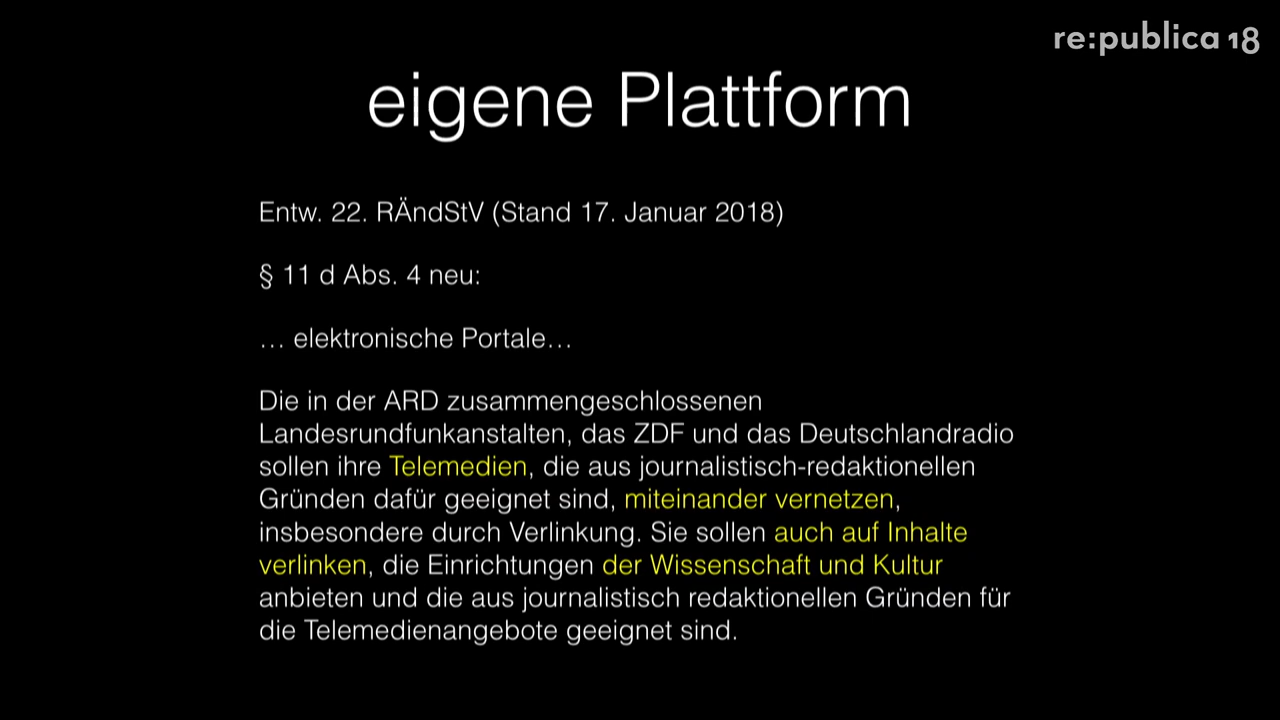 re:publica 18
eigene Plattform
Entw. 22. RÄndStV (Stand 17. Januar 2018)
§ 11 d Abs. 4 neu:
… elektronische Portale…
Die in der ARD zusammengeschlossenen
Landesrundfunkanstalten, das ZDF und das Deutschlandradio
sollen ihre Telemedien, die aus journalistisch-redaktionellen
Gründen dafür geeignet sind, miteinander vernetzen,
insbesondere durch Verlinkung. Sie sollen auch auf Inhalte
verlinken, die Einrichtungen der Wissenschaft und Kultur
anbieten und die aus journalistisch redaktionellen Gründen für
die Telemedienangebote geeignet sind.